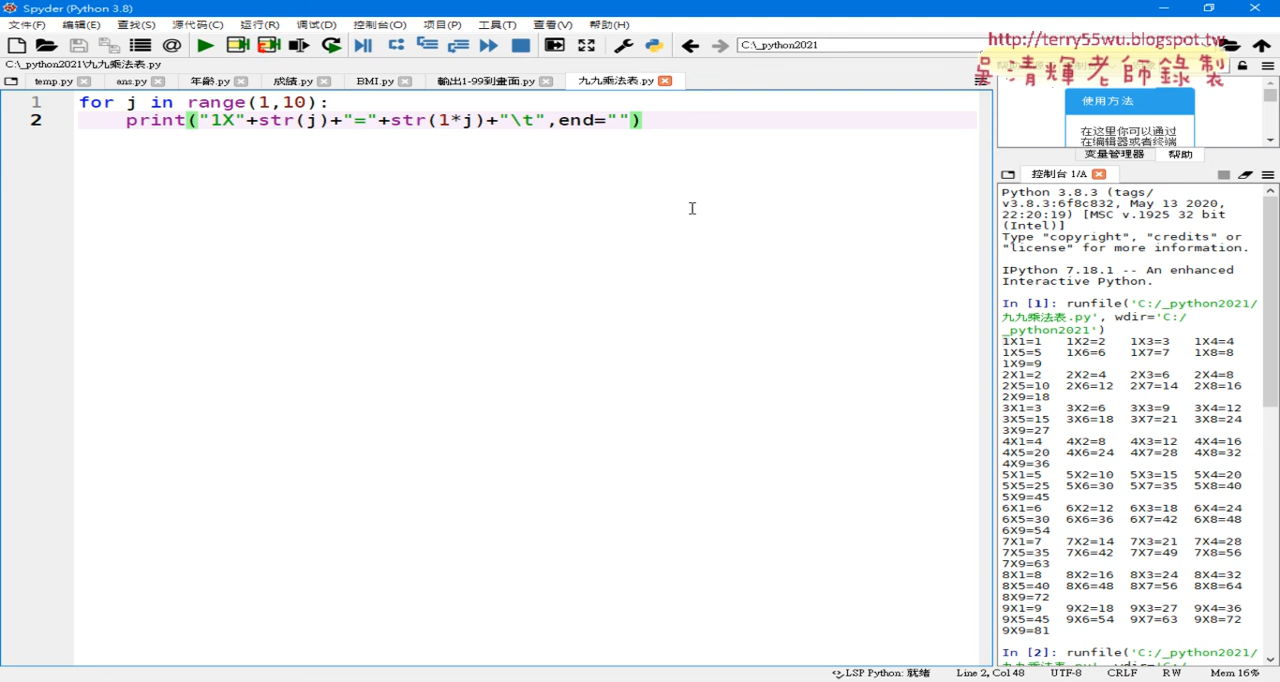 Spyder (Python 3.8)
文件(F) 编辑(E) 查找(S) 源代码(C) 运行(R) 调试(D) 控制台(O) 项目(P) 工具(T) 查看(V) 帮助(H)
C:\_python2021
http://terry55wu.blogspot.tw
吳清輝老師錄製
C:\_python2021\九九乘法表.py
temp.py ans.py 年齡.py 成績.py BMI.py 輸出1-99到畫面.py 九九乘法表.py
1 for j in range(1,10):
2 print("1X"+str(j)+"="+str(1*j)+"\t",end="")
使用方法
在这里你可以通过
在编辑器或者终端
变量管理器 帮助
控制台 1/A
Python 3.8.3 (tags/
v3.8.3:6f8c832, May 13 2020,
22:20:19) [MSC v.1925 32 bit
(Intel)]
Type "copyright", "credits" or
"license" for more information.
IPython 7.18.1 -- An enhanced
Interactive Python.
In [1]: runfile('C:/_python2021/
九九乘法表.py', wdir='C:/
_python2021')
1X1=1 1X2=2 1X3=3 1X4=4
1X5=5 1X6=6 1X7=7 1X8=8
1X9=9
2X1=2 2X2=4 2X3=6 2X4=8
2X5=10 2X6=12 2X7=14 2X8=16
2X9=18
3X1=3 3X2=6 3X3=9 3X4=12
3X5=15 3X6=18 3X7=21 3X8=24
3X9=27
4X1=4 4X2=8 4X3=12 4X4=16
4X5=20 4X6=24 4X7=28 4X8=32
4X9=36
5X1=5 5X2=10 5X3=15 5X4=20
5X5=25 5X6=30 5X7=35 5X8=40
5X9=45
6X1=6 6X2=12 6X3=18 6X4=24
6X5=30 6X6=36 6X7=42 6X8=48
6X9=54
7X1=7 7X2=14 7X3=21 7X4=28
7X5=35 7X6=42 7X7=49 7X8=56
7X9=63
8X1=8 8X2=16 8X3=24 8X4=32
8X5=40 8X6=48 8X7=56 8X8=64
8X9=72
9X1=9 9X2=18 9X3=27 9X4=36
9X5=45 9X6=54 9X7=63 9X8=72
9X9=81
In [2]: runfile('C:/_python2021/
LSP Python: 就绪 Line 2, Col 48 UTF-8 CRLF RW Mem 16%